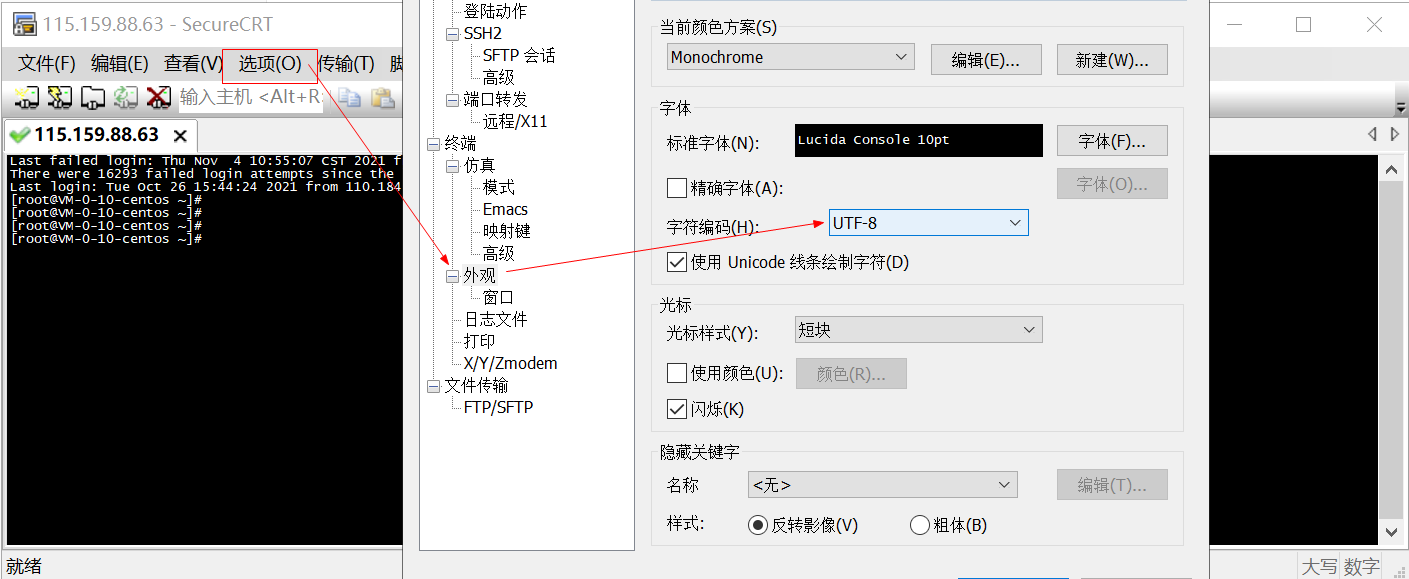 115.159.88.63 - SecureCRT
文件(F) 编辑(E) 查看(V) 选项(O) 传输(T) 脚
输入主机 <Alt+R
115.159.88.63
Last failed login: Thu Nov  4 10:55:07 CST 2021 f
There were 16293 failed login attempts since the
Last login: Tue Oct 26 15:44:24 2021 from 110.184
[root@VM-0-10-centos ~]#
[root@VM-0-10-centos ~]#
[root@VM-0-10-centos ~]#
[root@VM-0-10-centos ~]#
就绪
登陆动作
SSH2
SFTP 会话
高级
端口转发
远程/X11
终端
仿真
模式
Emacs
映射键
高级
外观
窗口
日志文件
打印
X/Y/Zmodem
文件传输
FTP/SFTP
当前颜色方案(S)
Monochrome 编辑(E)... 新建(W)...
字体
标准字体(N): Lucida Console 10pt 字体(F)...
精确字体(A): 字体(O)...
字符编码(H): UTF-8
使用 Unicode 线条绘制字符(D)
光标
光标样式(Y): 短块
使用颜色(U): 颜色(R)...
闪烁(K)
隐藏关键字
名称 <无> 编辑(T)...
样式: 反转影像(V) 粗体(B)
大写 数字